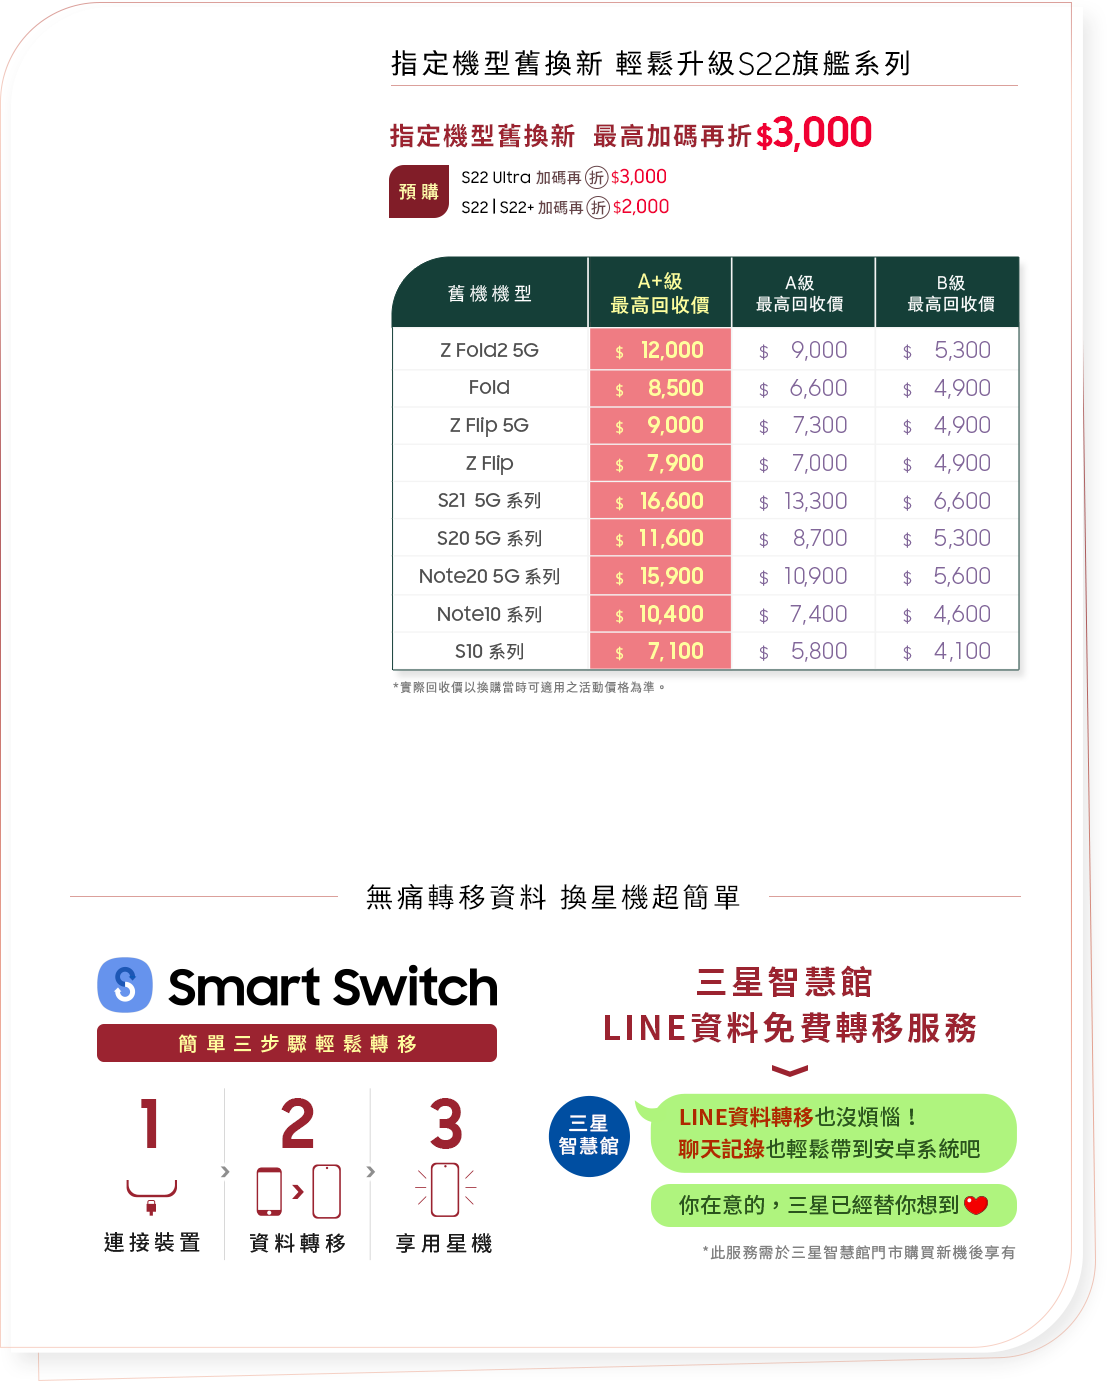 指定機型舊換新 輕鬆升級S22旗艦系列
指定機型舊換新 最高加碼再折$3,000
預購
S22 Ultra 加碼再折$3,000
S22 | S22+ 加碼再折$2,000
舊機機型 A+級最高回收價 A級最高回收價 B級最高回收價
Z Fold2 5G $ 12,000 $ 9,000 $ 5,300
Fold $ 8,500 $ 6,600 $ 4,900
Z Flip 5G $ 9,000 $ 7,300 $ 4,900
Z Flip $ 7,900 $ 7,000 $ 4,900
S21 5G 系列 $ 16,600 $ 13,300 $ 6,600
S20 5G 系列 $ 11,600 $ 8,700 $ 5,300
Note20 5G 系列 $ 15,900 $ 10,900 $ 5,600
Note10 系列 $ 10,400 $ 7,400 $ 4,600
S10 系列 $ 7,100 $ 5,800 $ 4,100
*實際回收價以換購當時可適用之活動價格為準。
無痛轉移資料 換星機超簡單
Smart Switch
簡單三步驟輕鬆轉移
1 2 3
連接裝置 資料轉移 享用星機
三星智慧館
LINE資料免費轉移服務
三星
智慧館
LINE資料轉移也沒煩惱！
聊天記錄也輕鬆帶到安卓系統吧
你在意的，三星已經替你想到
*此服務需於三星智慧館門市購買新機後享有